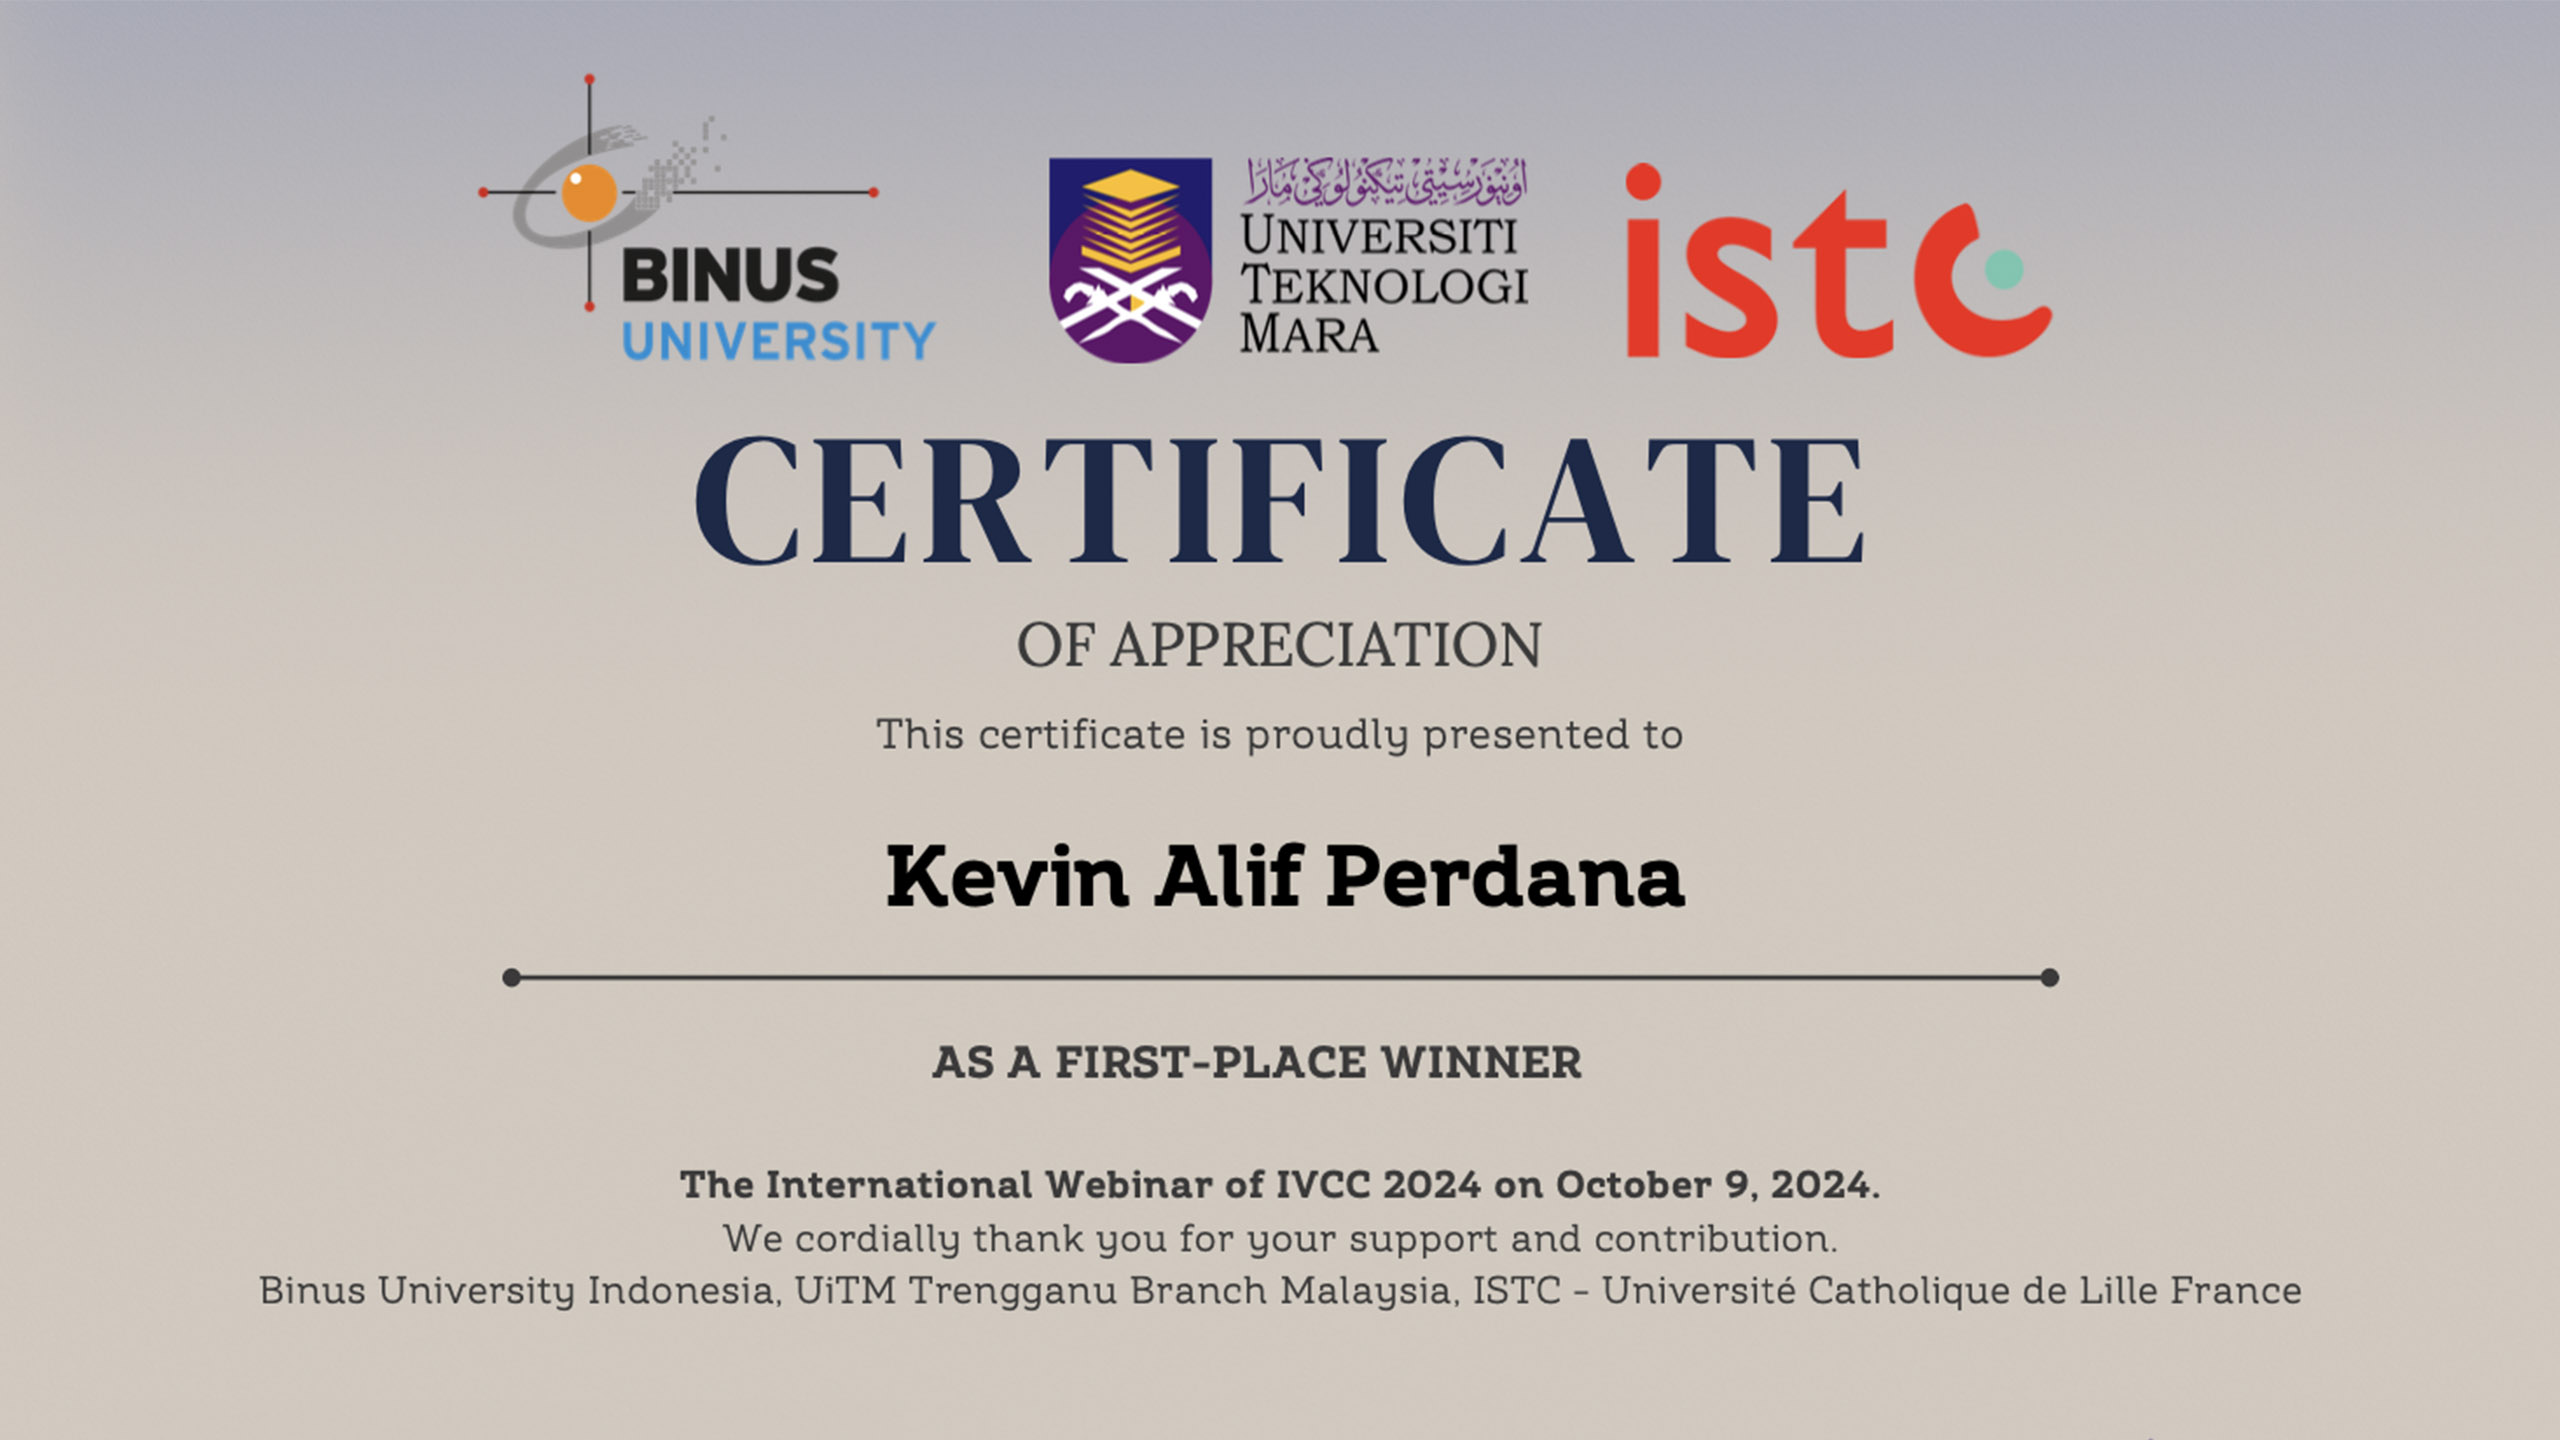 BINUS
UNIVERSITY
اونيۏرسيتي تيكنولوڬي مارا
UNIVERSITI
TEKNOLOGI
MARA
istc
CERTIFICATE
OF APPRECIATION
This certificate is proudly presented to
Kevin Alif Perdana
AS A FIRST-PLACE WINNER
The International Webinar of IVCC 2024 on October 9, 2024.
We cordially thank you for your support and contribution.
Binus University Indonesia, UiTM Trengganu Branch Malaysia, ISTC - Université Catholique de Lille France